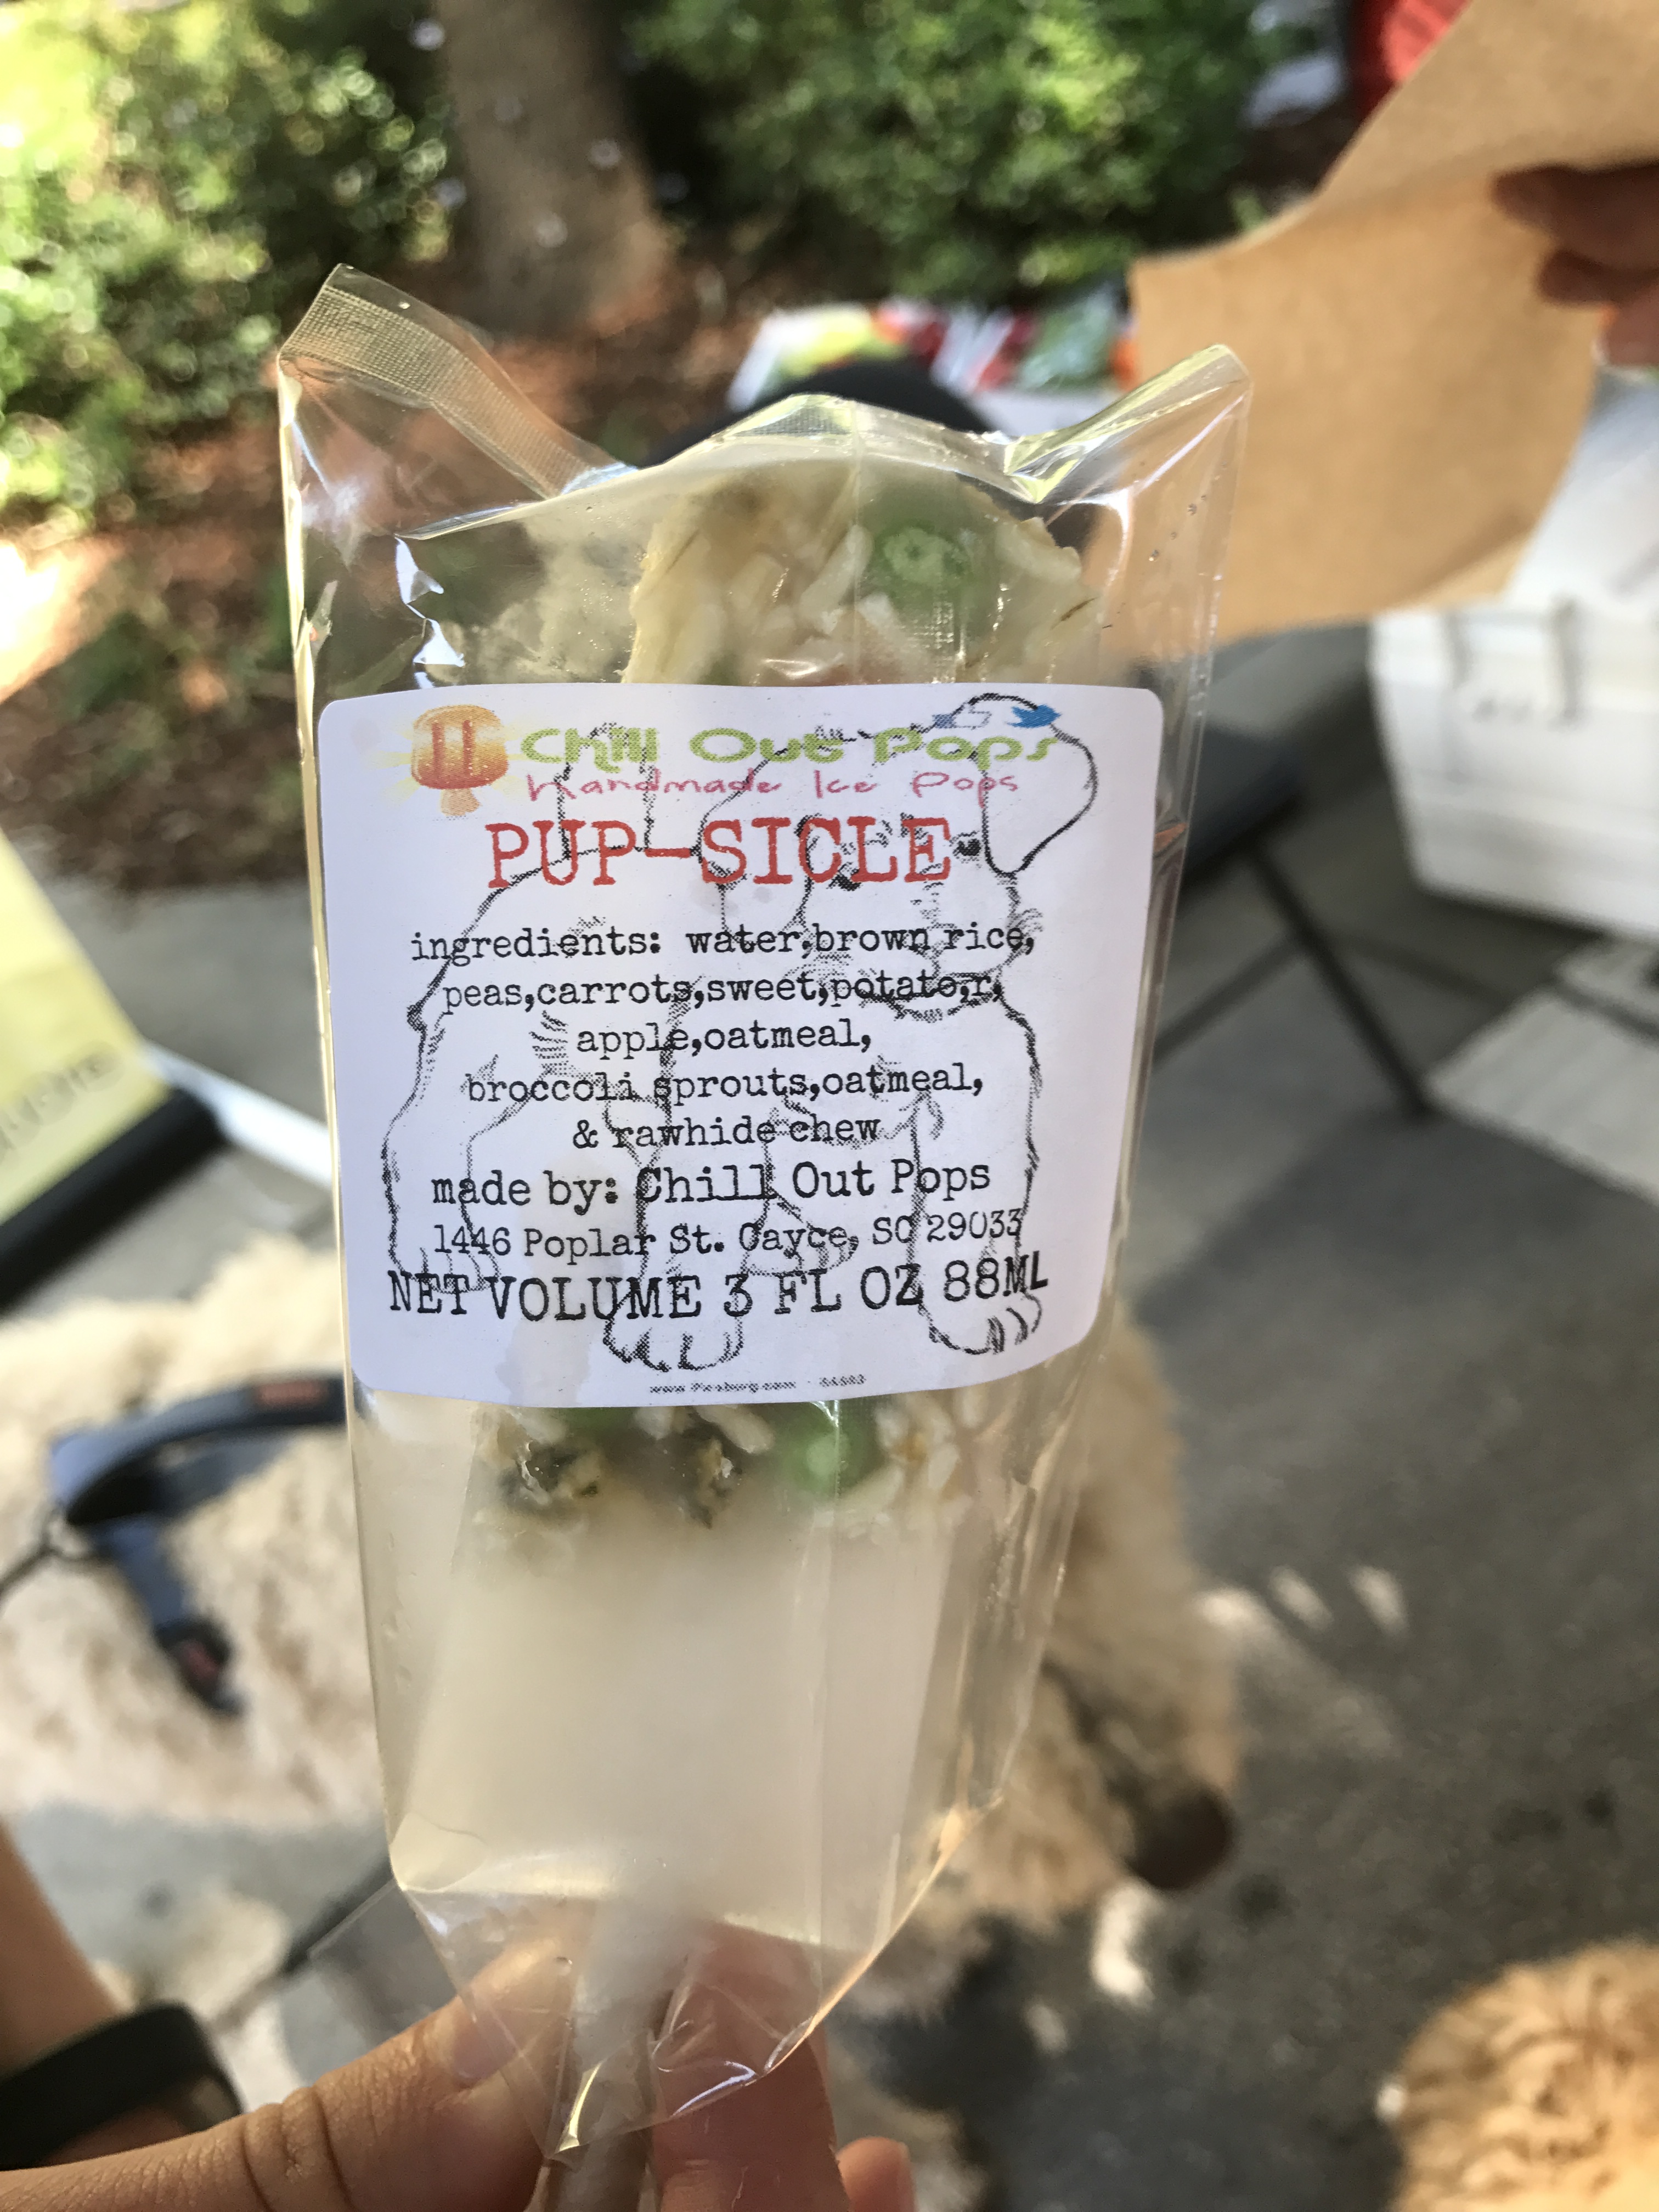 Chill Out Pops
Handmade Ice Pops
PUP-SICLE
ingredients: water,brown rice,
peas,carrots,sweet,potato,r,
apple,oatmeal,
broccoli sprouts,oatmeal,
& rawhide chew
made by: Chill Out Pops
1446 Poplar St. Cayce, SC 29033
NET VOLUME 3 FL OZ 88ML